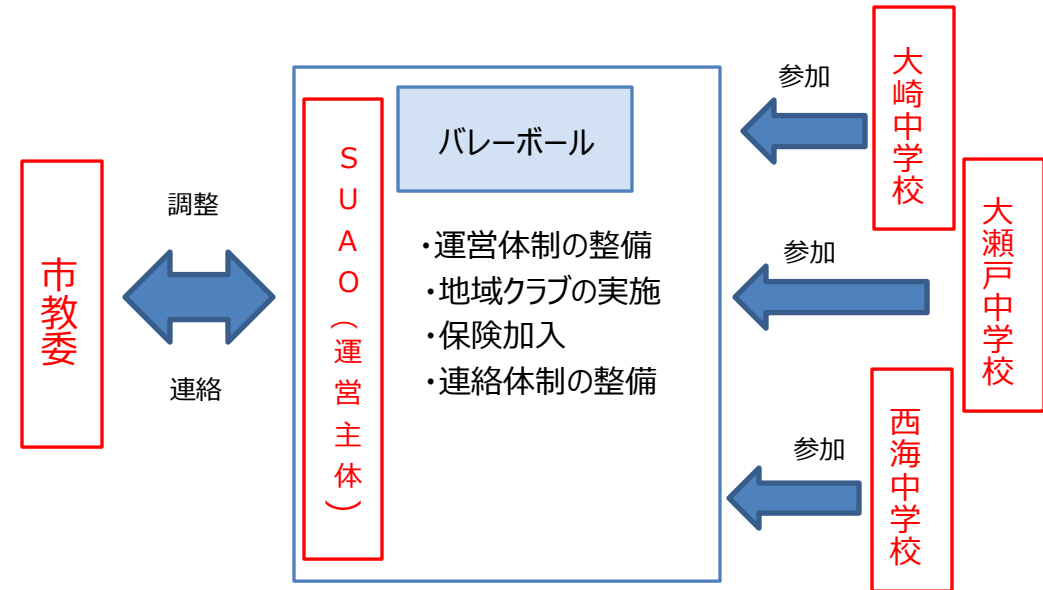 市教委
調整
連絡
SUAO（運営主体）
バレーボール
・運営体制の整備
・地域クラブの実施
・保険加入
・連絡体制の整備
参加
大崎中学校
参加
大瀬戸中学校
参加
西海中学校